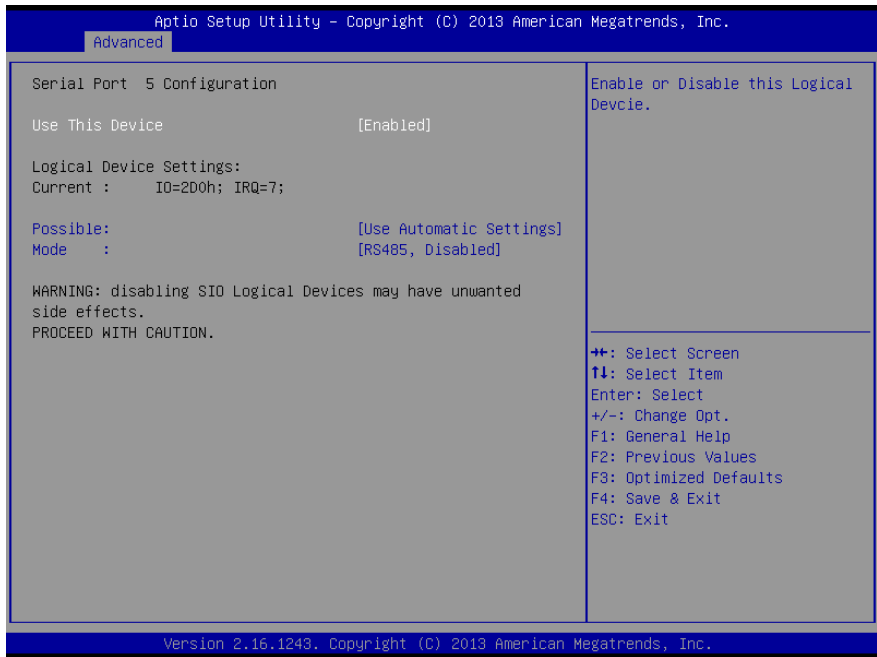 Aptio Setup Utility – Copyright (C) 2013 American Megatrends, Inc.
Advanced
Serial Port  5 Configuration
Use This Device [Enabled]
Logical Device Settings:
Current : IO=2D0h; IRQ=7;
Possible: [Use Automatic Settings]
Mode : [RS485, Disabled]
WARNING: disabling SIO Logical Devices may have unwanted
side effects.
PROCEED WITH CAUTION.
Enable or Disable this Logical
Devcie.
→←: Select Screen
↑↓: Select Item
Enter: Select
+/-: Change Opt.
F1: General Help
F2: Previous Values
F3: Optimized Defaults
F4: Save & Exit
ESC: Exit
Version 2.16.1243. Copyright (C) 2013 American Megatrends, Inc.